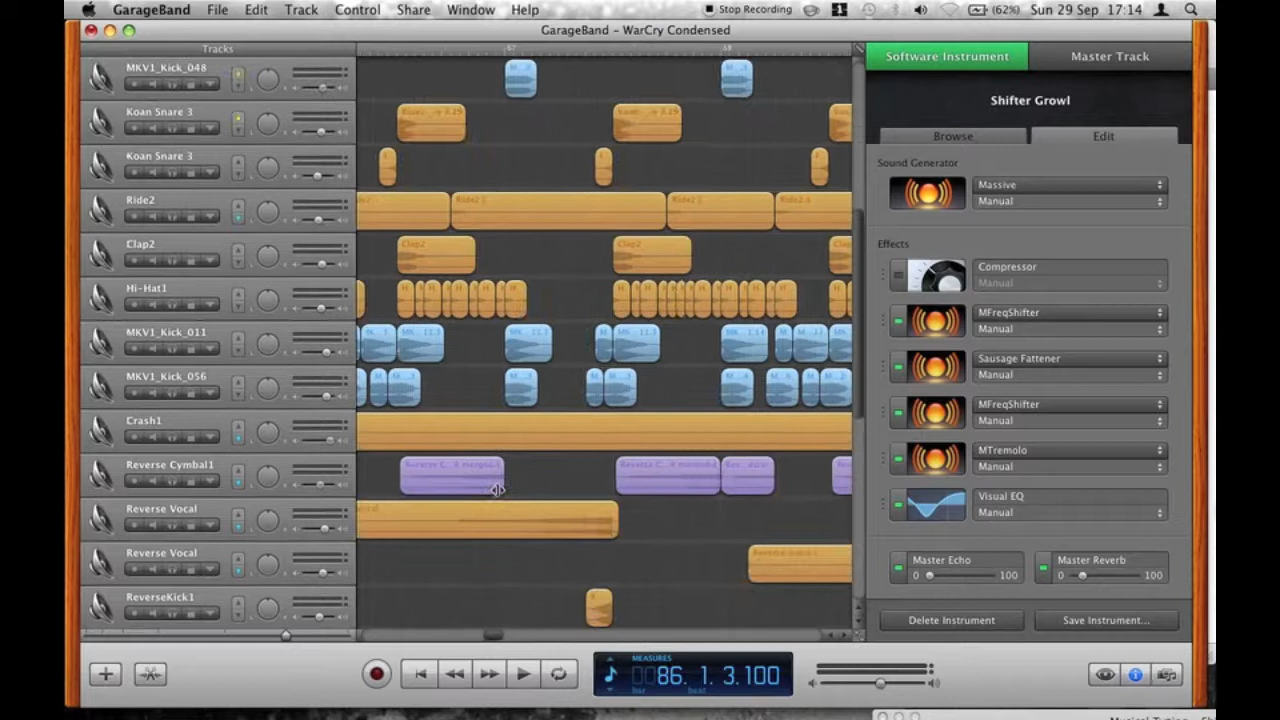 GarageBand File Edit Track Control Share Window Help Stop Recording (62%) Sun 29 Sep 17:14
GarageBand - WarCry Condensed
Tracks
MKV1_Kick_048
Koan Snare 3
Koan Snare 3
Ride2
Ride2
Clap2
Clap2
Clap2
Hi-Hat1
MKV1_Kick_011
MKV1_Kick_056
Crash1
Reverse Cymbal1
Reverse Vocal
Reverse Vocal
ReverseKick1
Software Instrument Master Track
Shifter Growl
Browse Edit
Sound Generator
Massive
Manual
Effects
Compressor
Manual
MFreqShifter
Manual
Sausage Fattener
Manual
MFreqShifter
Manual
MTremolo
Manual
Visual EQ
Manual
Master Echo Master Reverb
0 100 0 100
Delete Instrument Save Instrument...
MEASURES
86. 1. 3.100
bar beat